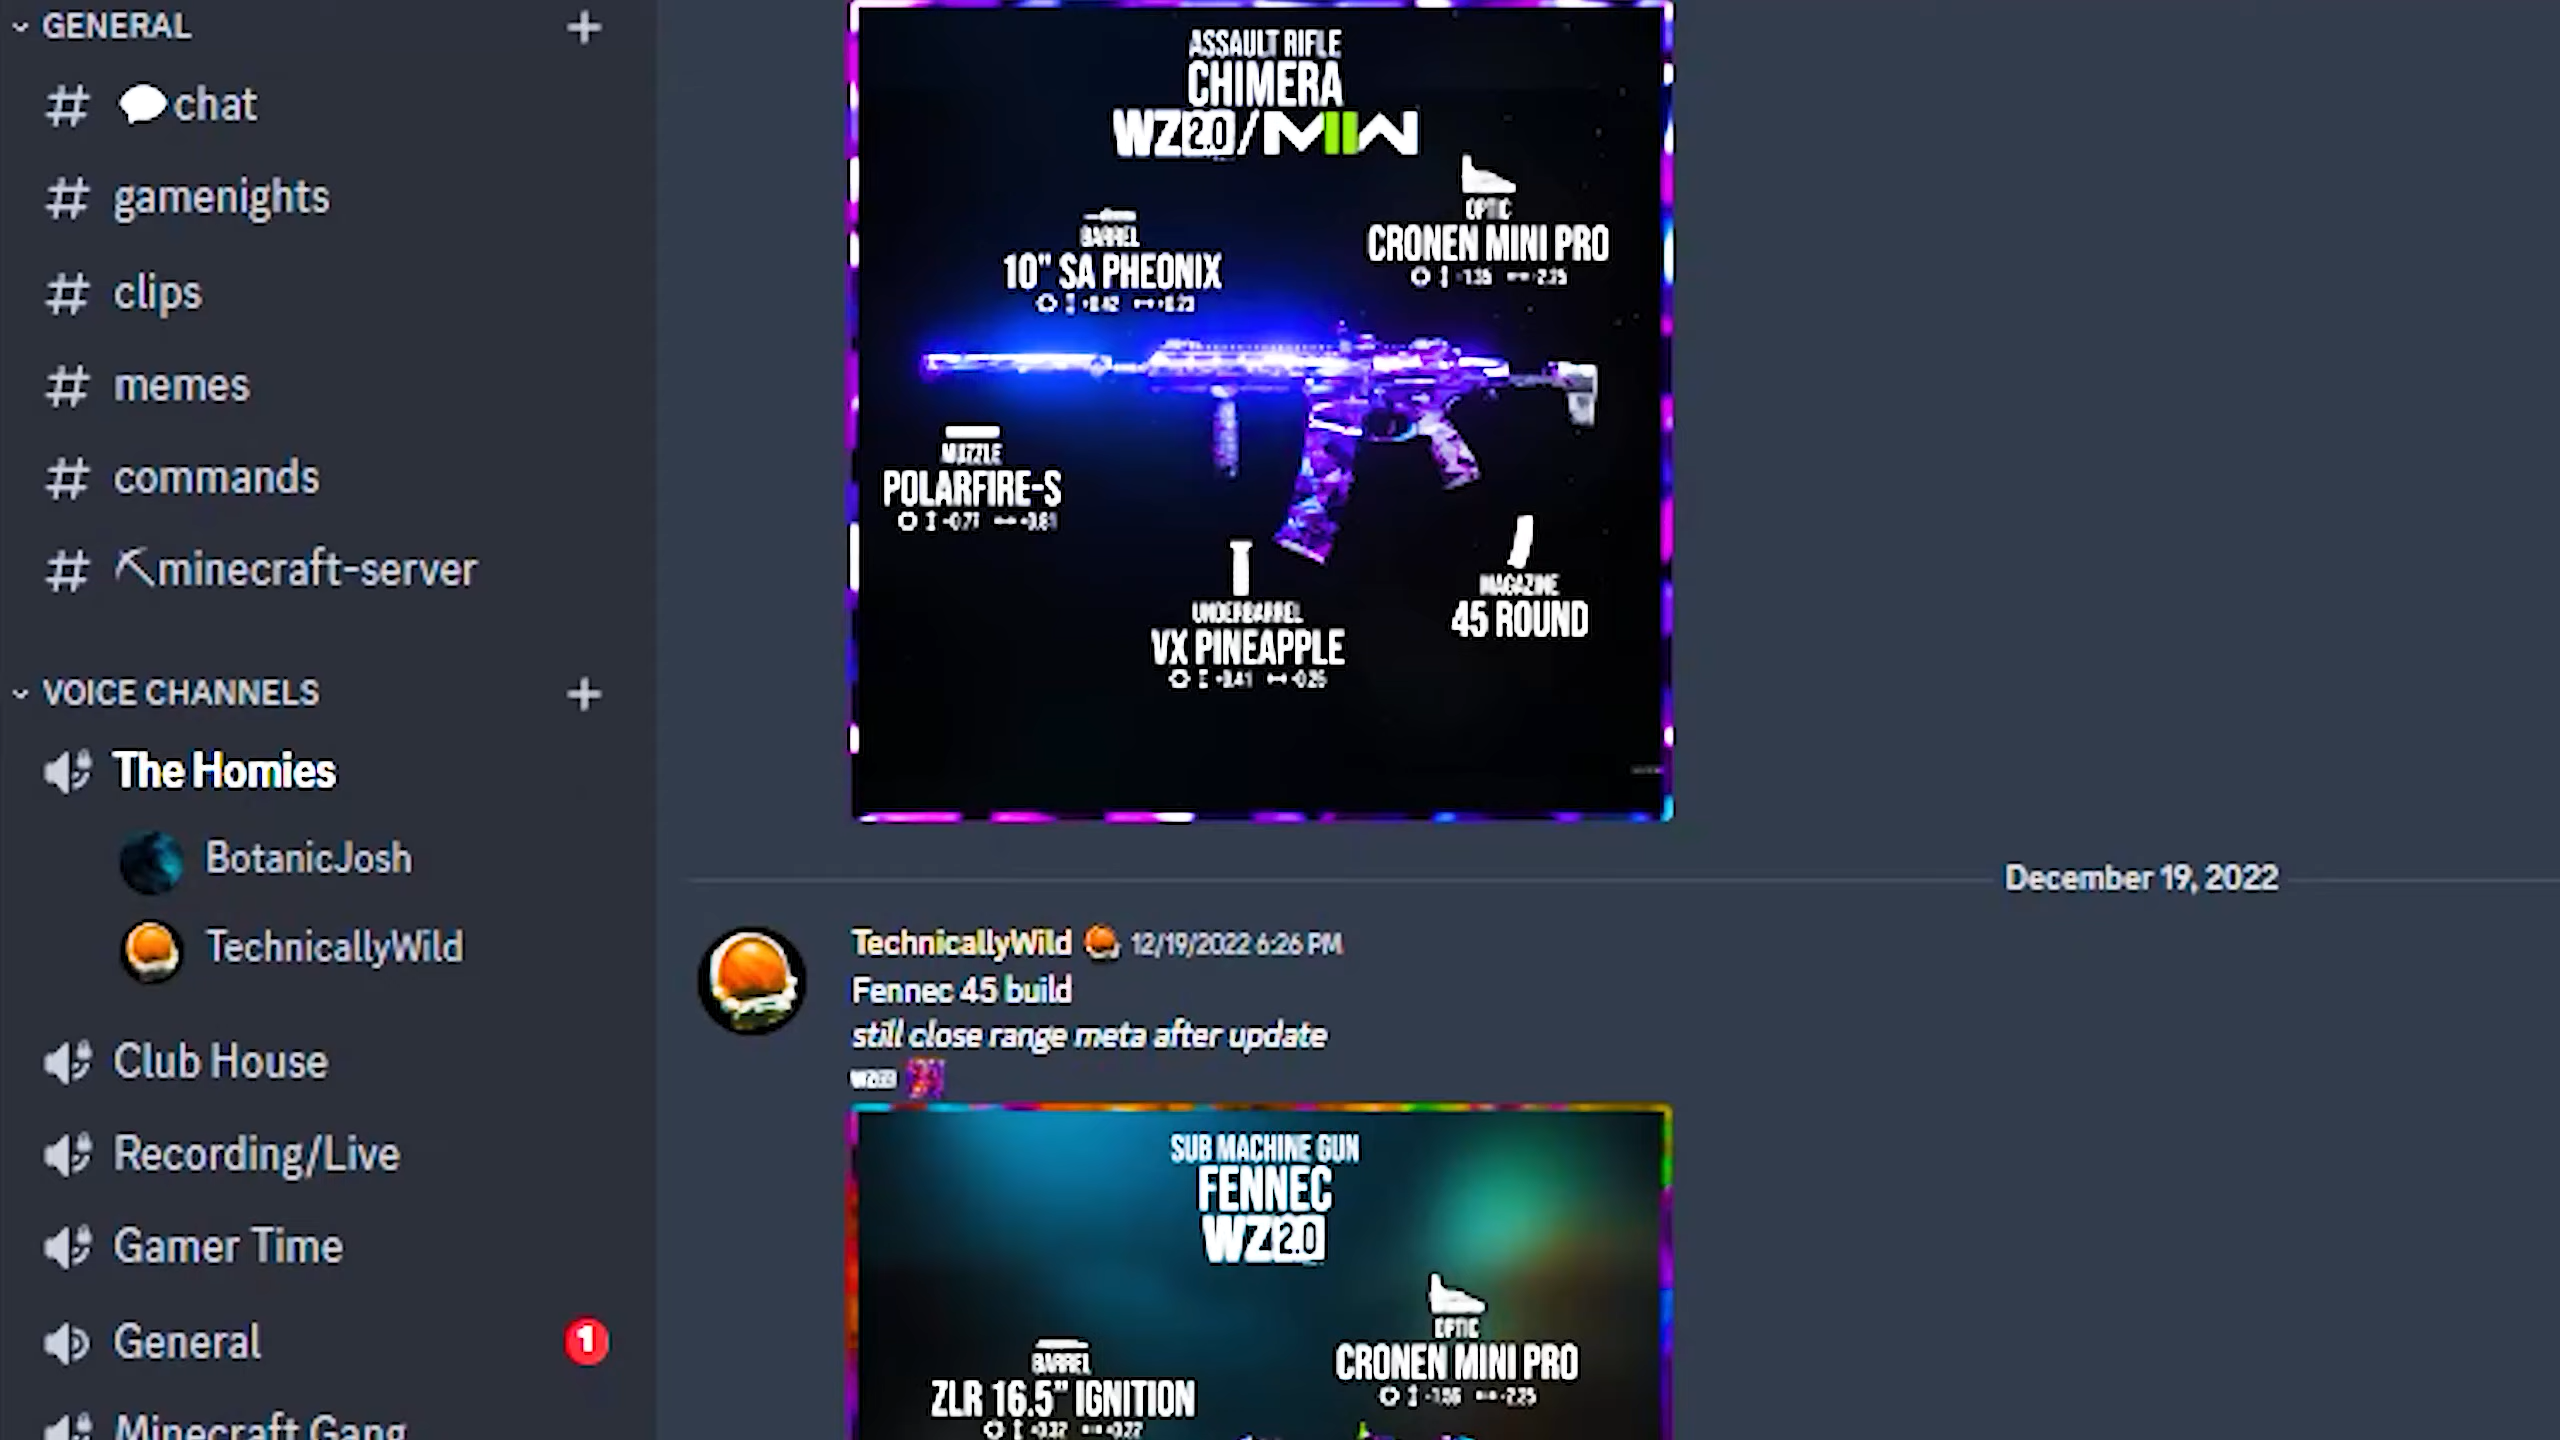 GENERAL
chat
gamenights
clips
memes
commands
minecraft-server
VOICE CHANNELS
The Homies
BotanicJosh
TechnicallyWild
Club House
Recording/Live
Gamer Time
General
1
Minecraft Gang
ASSAULT RIFLE
CHIMERA
WZ 2.0/MIIW
OPTIC
CRONEN MINI PRO
BARREL
10" SA PHEONIX
MUZZLE
POLARFIRE-S
MAGAZINE
45 ROUND
UNDERBARREL
VX PINEAPPLE
December 19, 2022
TechnicallyWild 12/19/2022 6:26 PM
Fennec 45 build
still close range meta after update
SUB MACHINE GUN
FENNEC
WZ 2.0
OPTIC
CRONEN MINI PRO
BARREL
ZLR 16.5" IGNITION